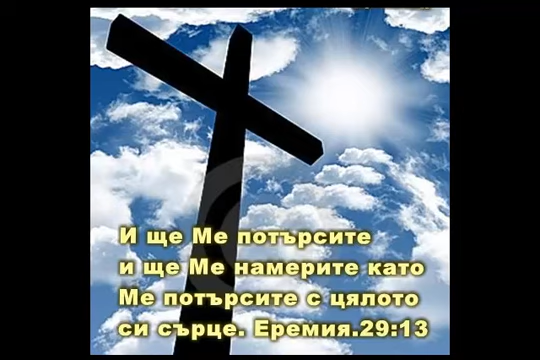 И ще Ме потърсите
и ще Ме намерите като
Ме потърсите с цялото
си сърце. Еремия.29:13